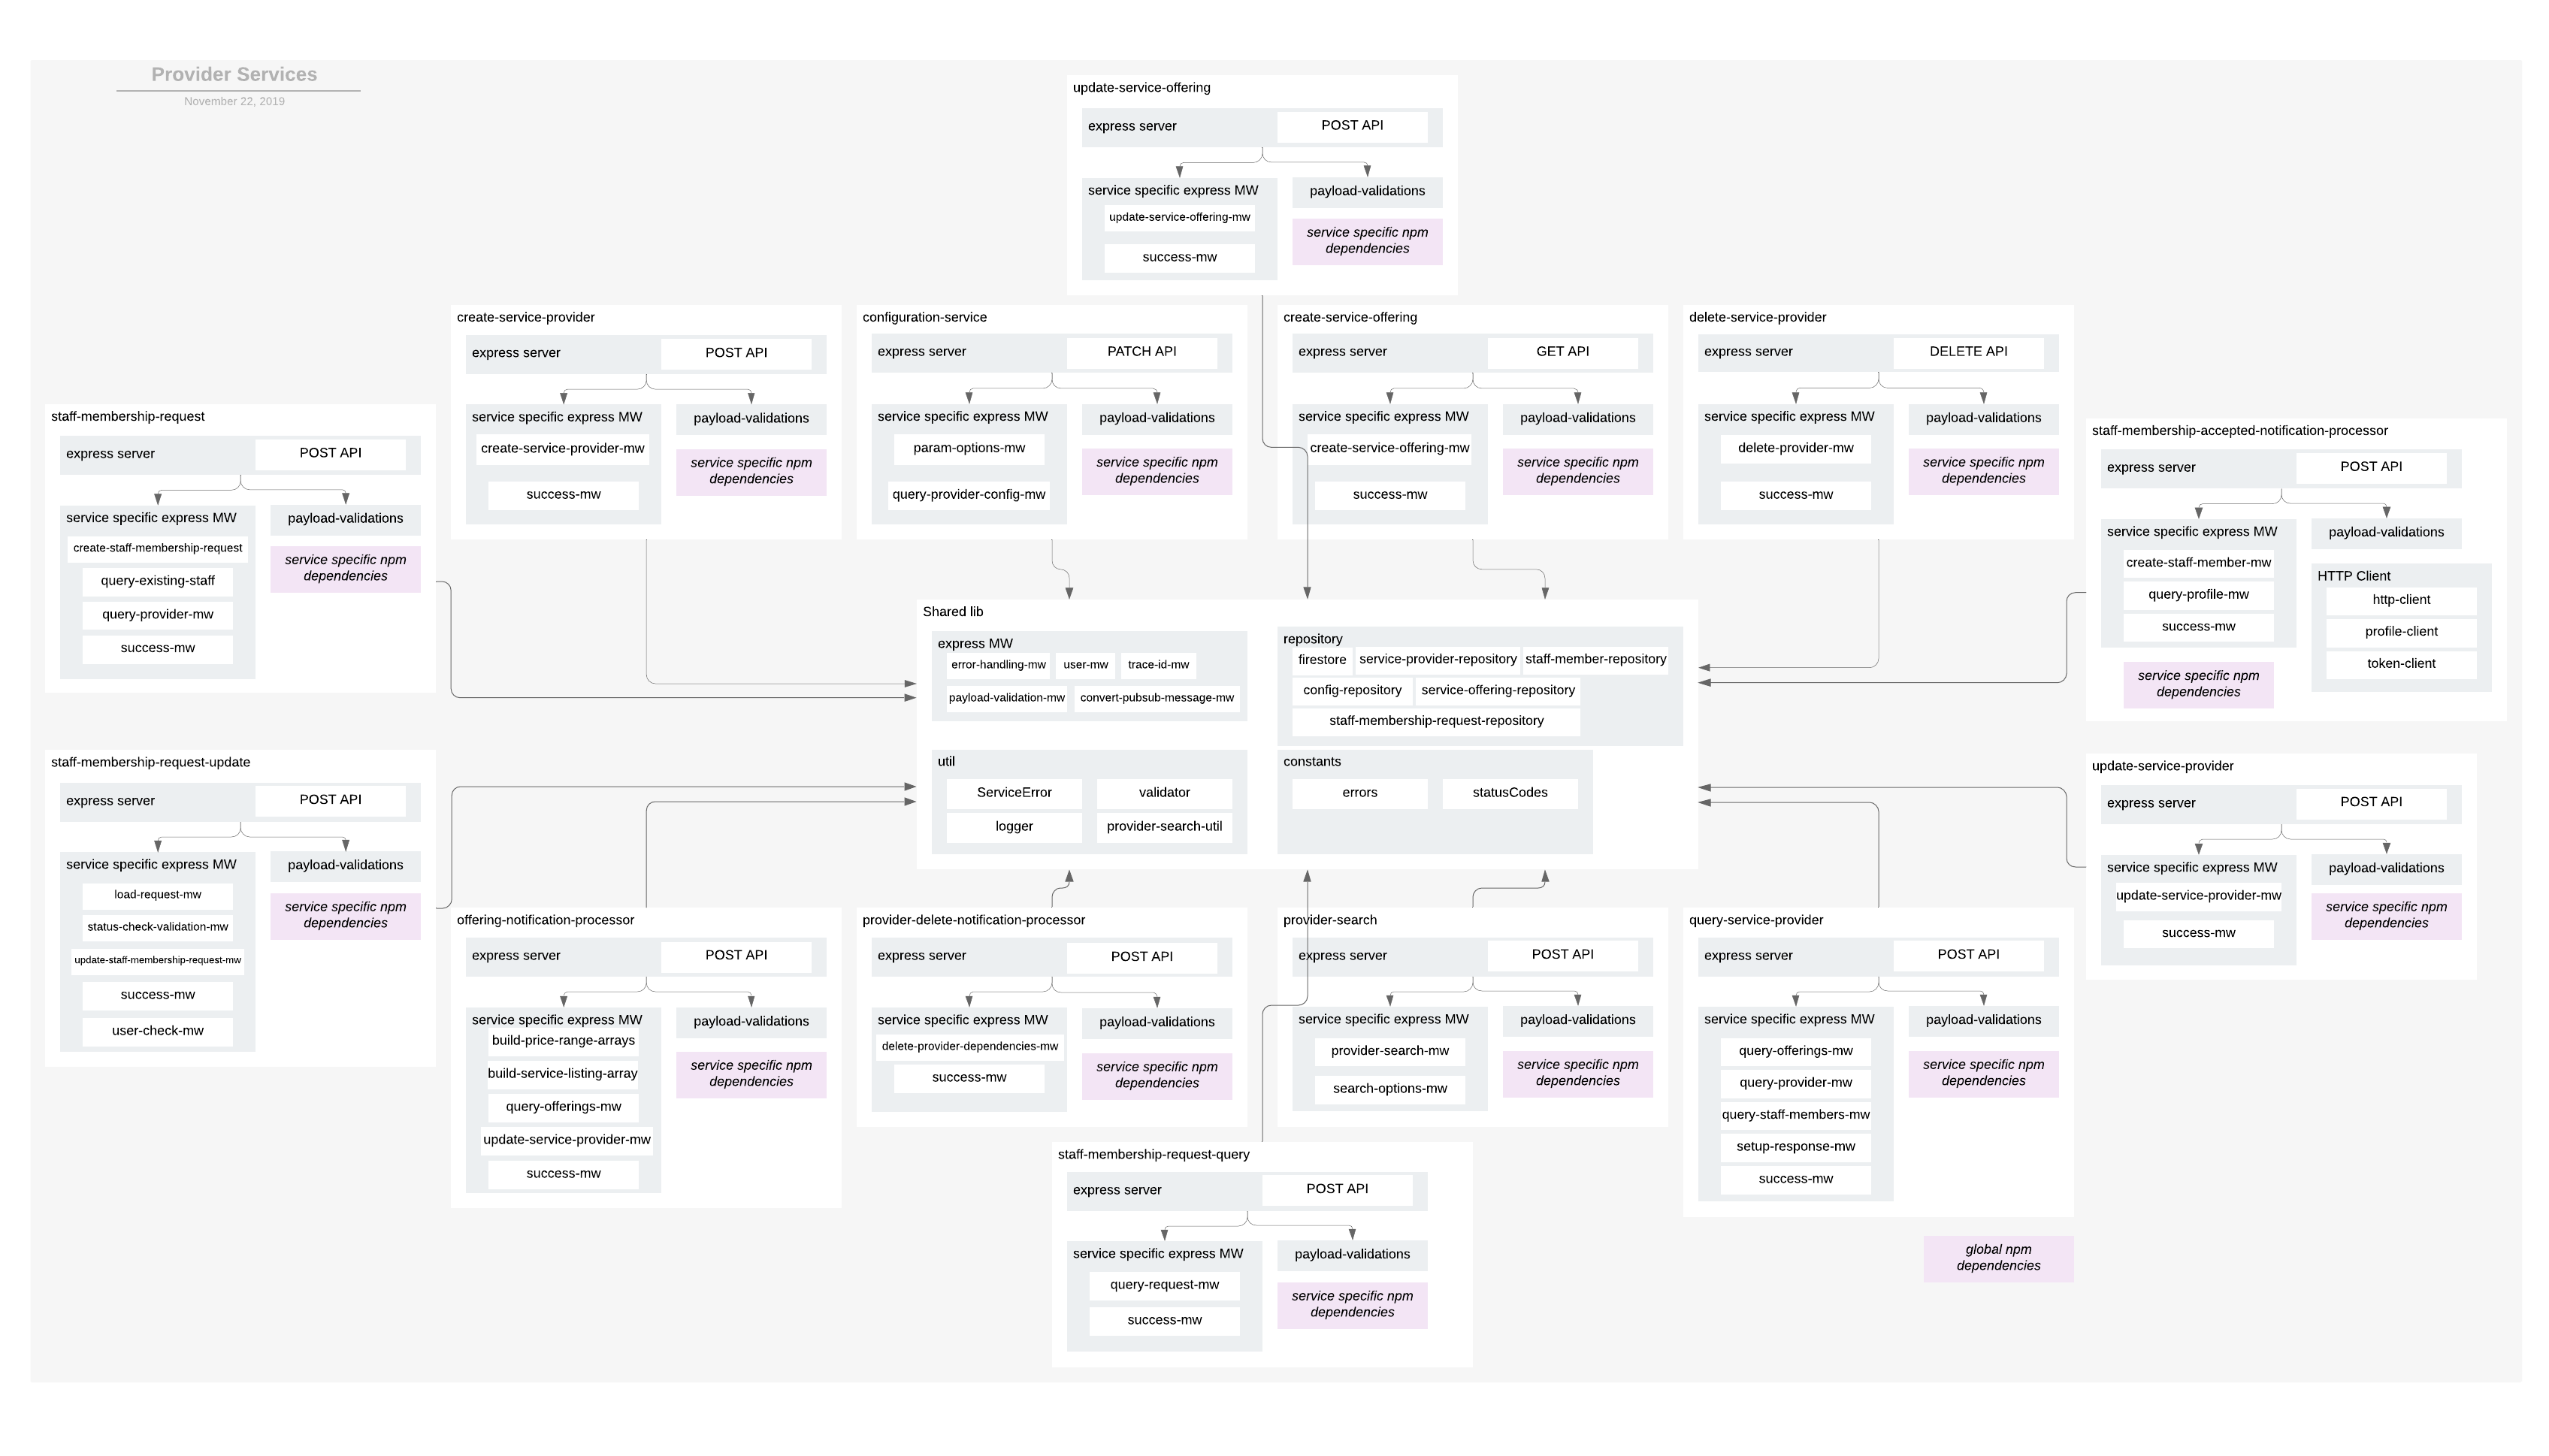 Provider Services
November 22, 2019
update-service-offering
express server
POST API
service specific express MW
payload-validations
update-service-offering-mw
service specific npm
dependencies
success-mw
create-service-provider
express server
POST API
service specific express MW
payload-validations
create-service-provider-mw
service specific npm
dependencies
success-mw
configuration-service
express server
PATCH API
service specific express MW
payload-validations
param-options-mw
service specific npm
dependencies
query-provider-config-mw
create-service-offering
express server
GET API
service specific express MW
payload-validations
create-service-offering-mw
service specific npm
dependencies
success-mw
delete-service-provider
express server
DELETE API
service specific express MW
payload-validations
delete-provider-mw
service specific npm
dependencies
success-mw
staff-membership-request
express server
POST API
service specific express MW
payload-validations
create-staff-membership-request
service specific npm
dependencies
query-existing-staff
query-provider-mw
success-mw
staff-membership-accepted-notification-processor
express server
POST API
service specific express MW
payload-validations
create-staff-member-mw
query-profile-mw
success-mw
HTTP Client
http-client
profile-client
token-client
service specific npm
dependencies
Shared lib
express MW
error-handling-mw
user-mw
trace-id-mw
payload-validation-mw
convert-pubsub-message-mw
repository
firestore
service-provider-repository
staff-member-repository
config-repository
service-offering-repository
staff-membership-request-repository
util
ServiceError
validator
logger
provider-search-util
constants
errors
statusCodes
staff-membership-request-update
express server
POST API
service specific express MW
payload-validations
load-request-mw
service specific npm
dependencies
status-check-validation-mw
update-staff-membership-request-mw
success-mw
user-check-mw
update-service-provider
express server
POST API
service specific express MW
payload-validations
update-service-provider-mw
service specific npm
dependencies
success-mw
offering-notification-processor
express server
POST API
service specific express MW
payload-validations
build-price-range-arrays
service specific npm
dependencies
build-service-listing-array
query-offerings-mw
update-service-provider-mw
success-mw
provider-delete-notification-processor
express server
POST API
service specific express MW
payload-validations
delete-provider-dependencies-mw
service specific npm
dependencies
success-mw
provider-search
express server
POST API
service specific express MW
payload-validations
provider-search-mw
service specific npm
dependencies
search-options-mw
query-service-provider
express server
POST API
service specific express MW
payload-validations
query-offerings-mw
service specific npm
dependencies
query-provider-mw
query-staff-members-mw
setup-response-mw
success-mw
staff-membership-request-query
express server
POST API
service specific express MW
payload-validations
query-request-mw
service specific npm
dependencies
success-mw
global npm
dependencies